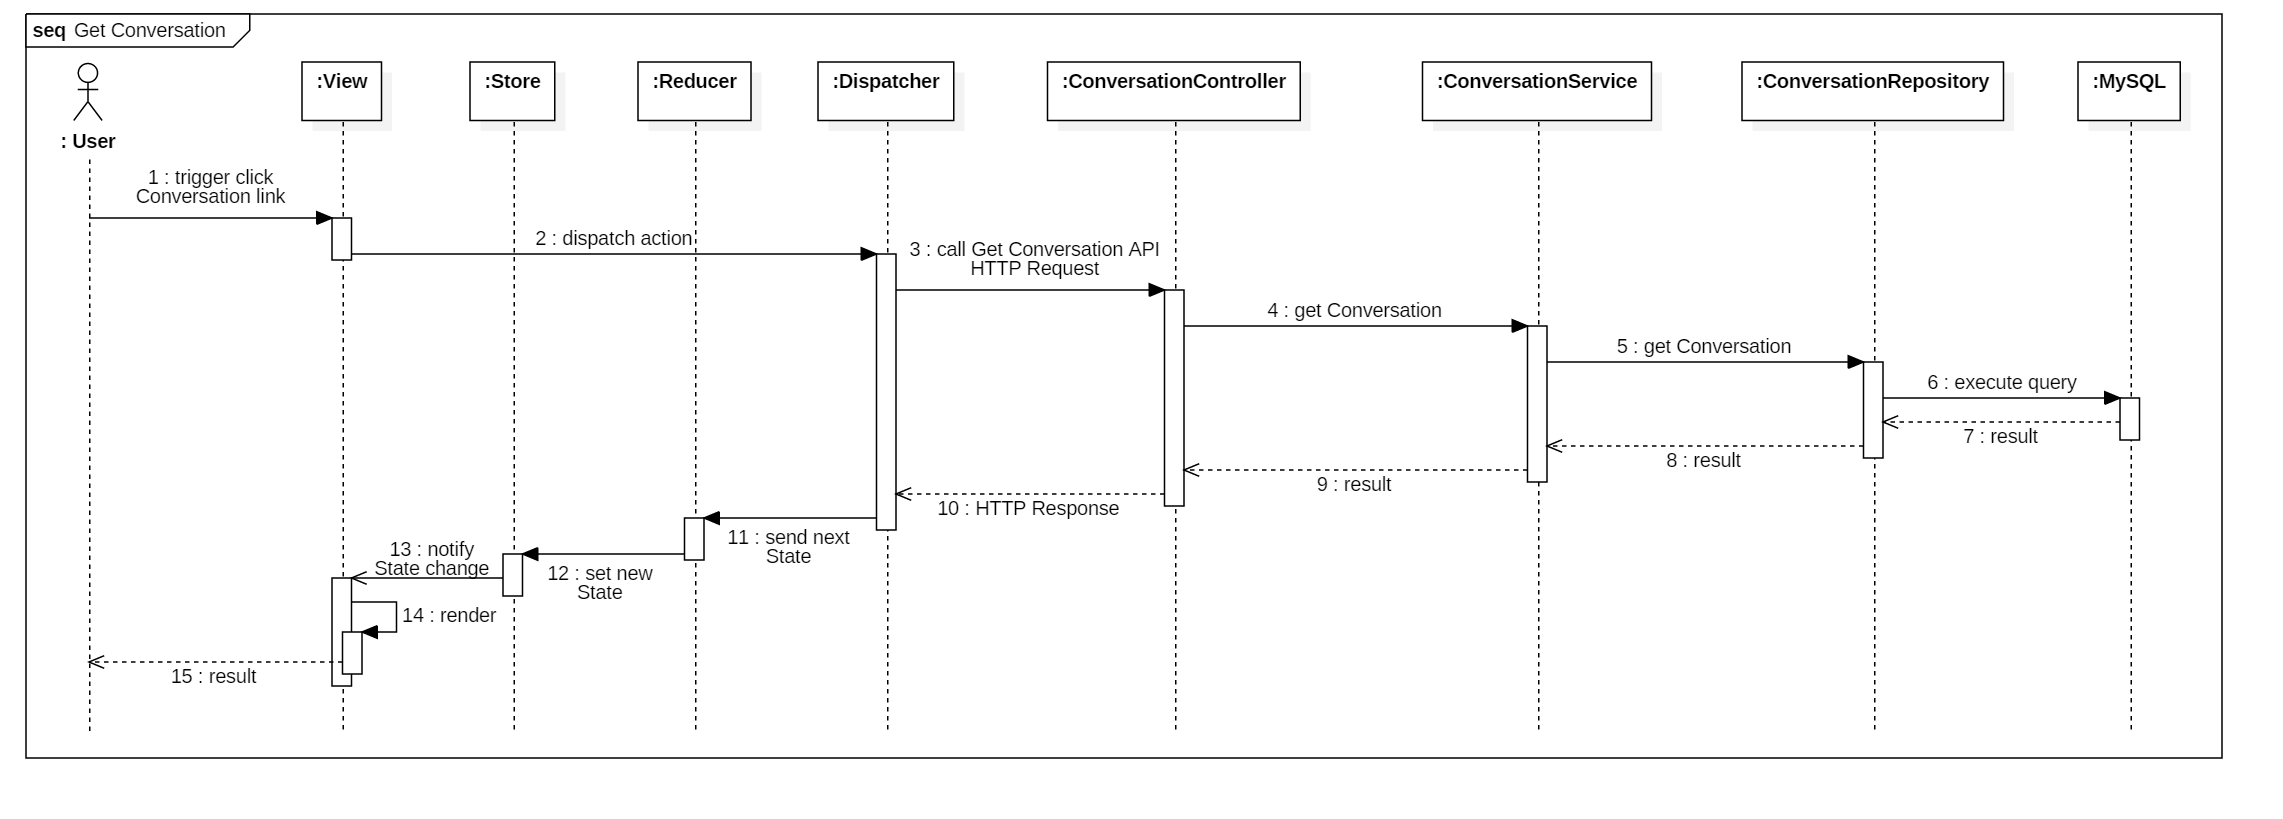 seq Get Conversation
: User
:View
:Store
:Reducer
:Dispatcher
:ConversationController
:ConversationService
:ConversationRepository
:MySQL
1 : trigger click
Conversation link
2 : dispatch action
3 : call Get Conversation API
HTTP Request
4 : get Conversation
5 : get Conversation
6 : execute query
7 : result
8 : result
9 : result
10 : HTTP Response
11 : send next
State
12 : set new
State
13 : notify
State change
14 : render
15 : result